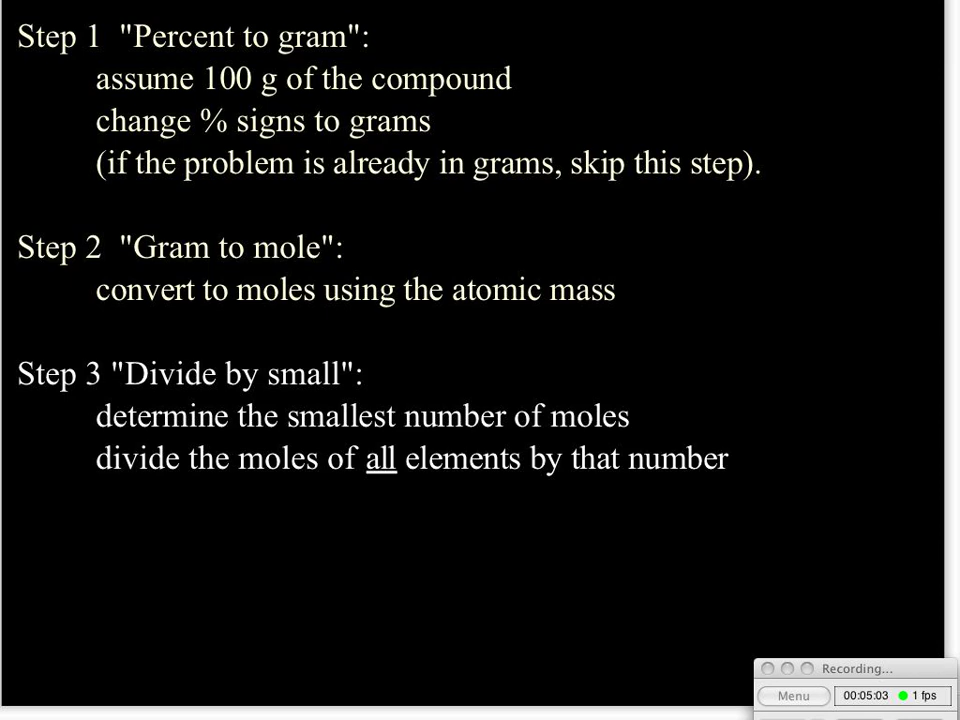 Step 1  "Percent to gram":
assume 100 g of the compound
change % signs to grams
(if the problem is already in grams, skip this step).
Step 2  "Gram to mole":
convert to moles using the atomic mass
Step 3 "Divide by small":
determine the smallest number of moles
divide the moles of all elements by that number
Recording...
Menu 00:05:03 1 fps